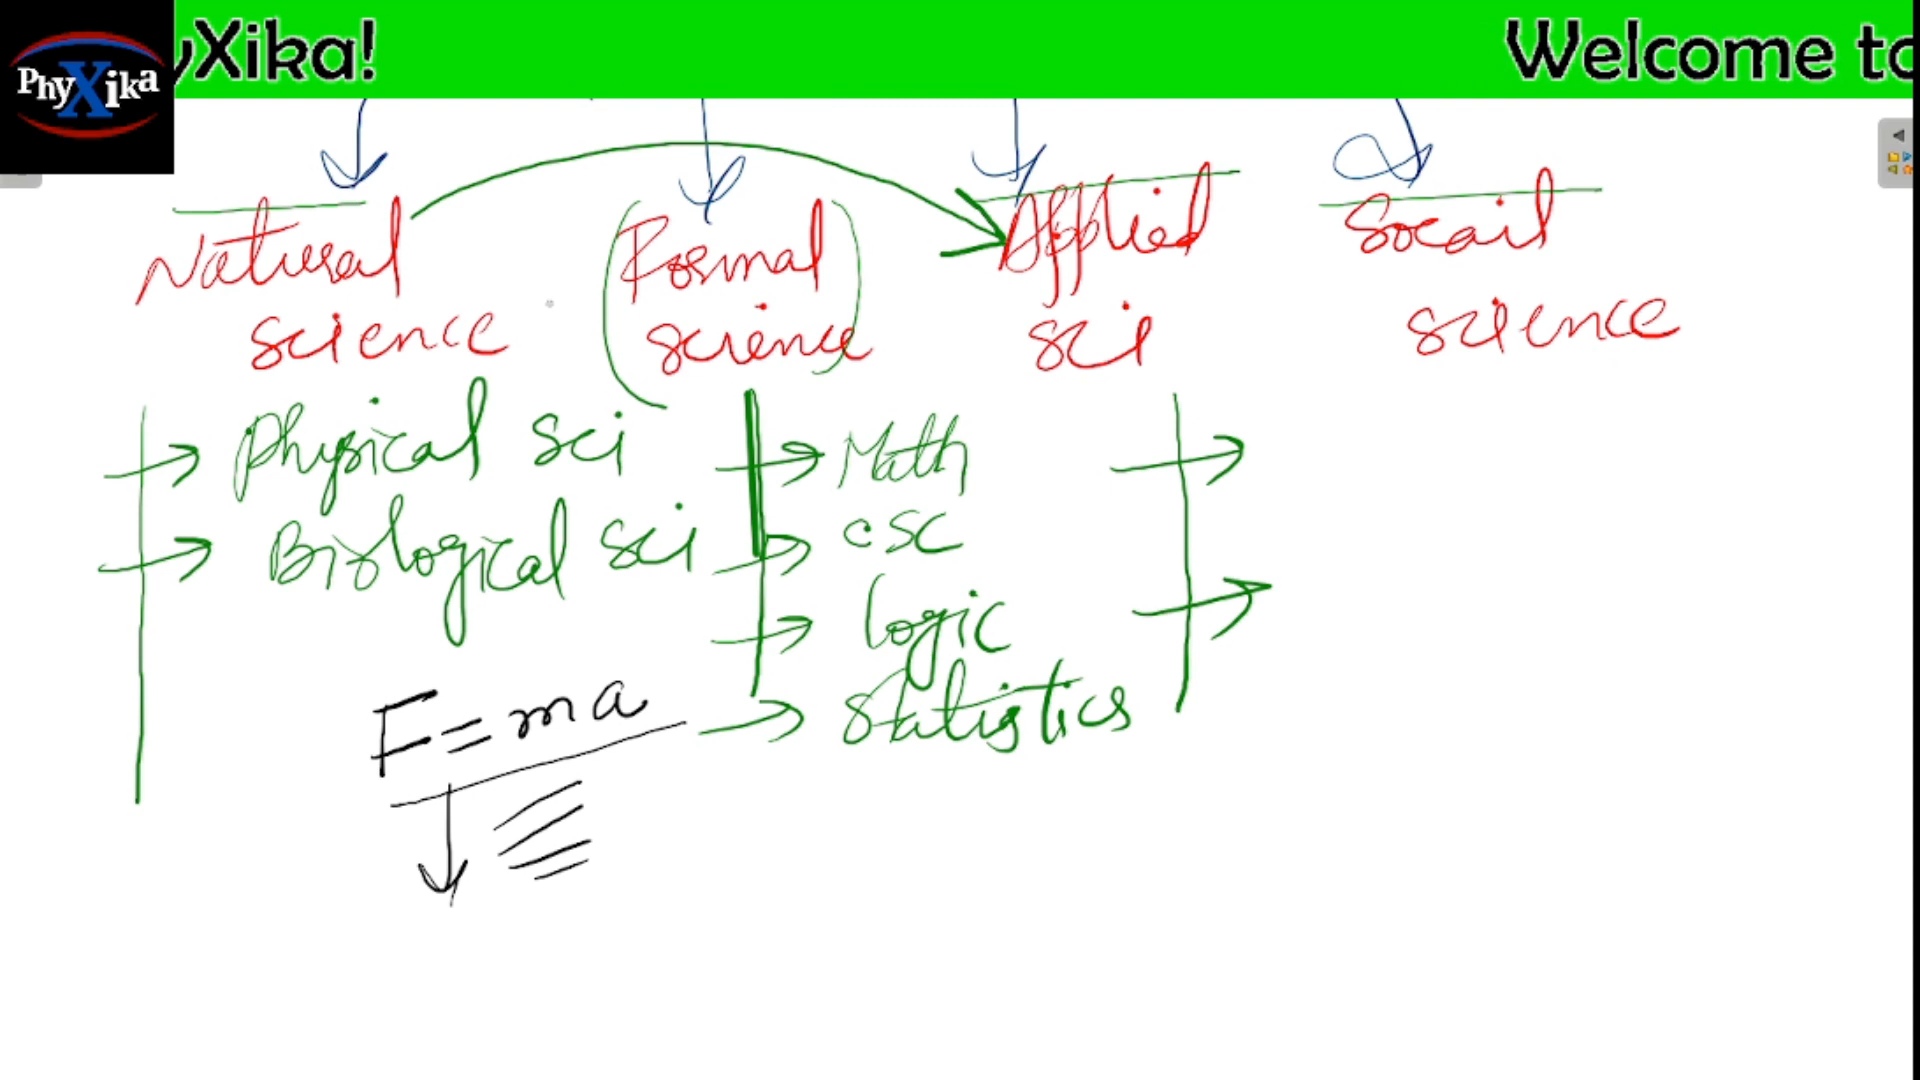 yXika!
Welcome to
PhyXika
Natural science
Formal science
Applied sci
Socail science
Physical sci
Biological sci
Math
CSC
logic
Statistics
F=ma